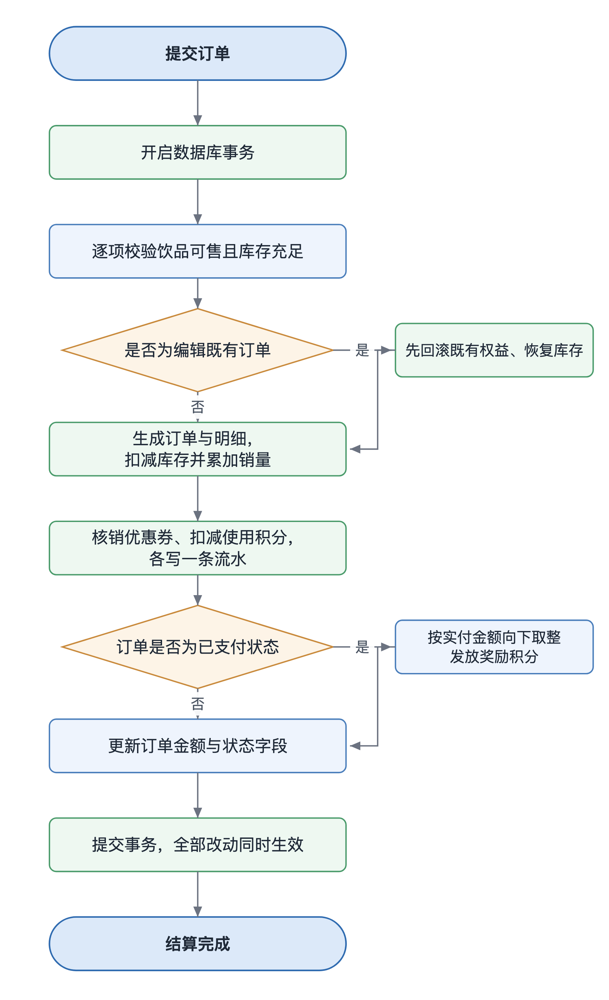 提交订单
开启数据库事务
逐项校验饮品可售且库存充足
是否为编辑既有订单
是
先回滚既有权益、恢复库存
否
生成订单与明细，
扣减库存并累加销量
核销优惠券、扣减使用积分，
各写一条流水
订单是否为已支付状态
是
按实付金额向下取整
发放奖励积分
否
更新订单金额与状态字段
提交事务，全部改动同时生效
结算完成